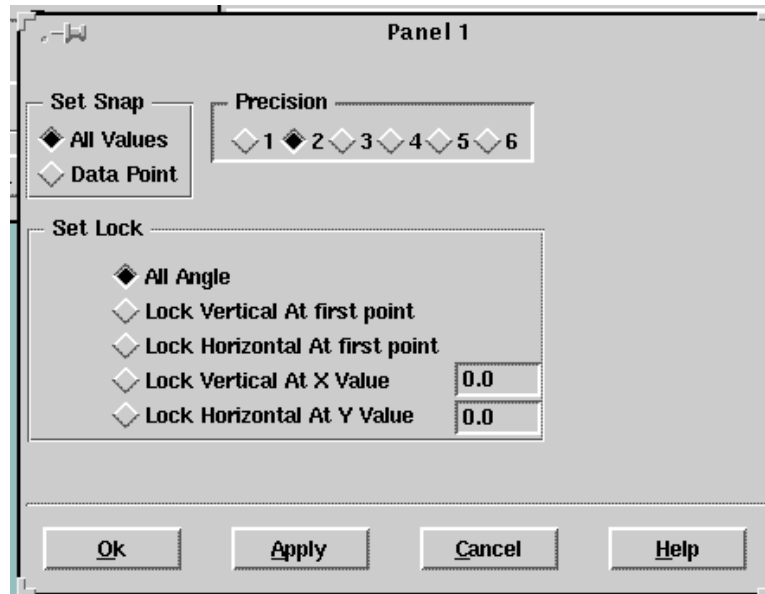 Panel 1
Set Snap
All Values
Data Point
Precision
1 2 3 4 5 6
Set Lock
All Angle
Lock Vertical At first point
Lock Horizontal At first point
Lock Vertical At X Value 0.0
Lock Horizontal At Y Value 0.0
Ok Apply Cancel Help